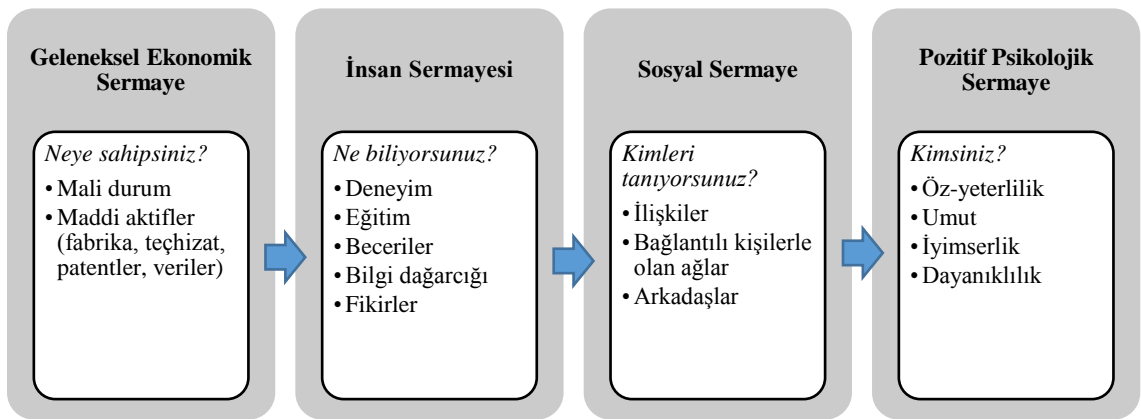 Geleneksel Ekonomik
Sermaye
Neye sahipsiniz?
• Mali durum
• Maddi aktifler
(fabrika, teçhizat,
patentler, veriler)
İnsan Sermayesi
Ne biliyorsunuz?
• Deneyim
• Eğitim
• Beceriler
• Bilgi dağarcığı
• Fikirler
Sosyal Sermaye
Kimleri
tanıyorsunuz?
• İlişkiler
• Bağlantılı kişilerle
olan ağlar
• Arkadaşlar
Pozitif Psikolojik
Sermaye
Kimsiniz?
• Öz-yeterlilik
• Umut
• İyimserlik
• Dayanıklılık